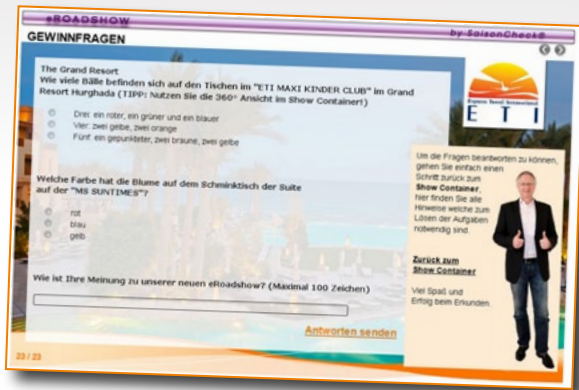 eROADSHOW
by SaisonCheck®
GEWINNFRAGEN
The Grand Resort
Wie viele Bälle befinden sich auf den Tischen im "ETI MAXI KINDER CLUB" im Grand
Resort Hurghada (TIPP: Nutzen Sie die 360° Ansicht im Show Container!)
Drei: ein roter, ein grüner und ein blauer
Vier: zwei gelbe, zwei orange
Fünf: ein gepunkteter, zwei braune, zwei gelbe
Welche Farbe hat die Blume auf dem Schminktisch der Suite
auf der "MS SUNTIMES"?
rot
blau
gelb
Wie ist Ihre Meinung zu unserer neuen eRoadshow? (Maximal 100 Zeichen)
Antworten senden
23 / 23
Express Travel International
ETI
Um die Fragen beantworten zu können,
gehen Sie einfach einen
Schritt zurück zum
Show Container,
hier finden Sie alle
Hinweise welche zum
Lösen der Aufgaben
notwendig sind.
Zurück zum
Show Container
Viel Spaß und
Erfolg beim Erkunden.